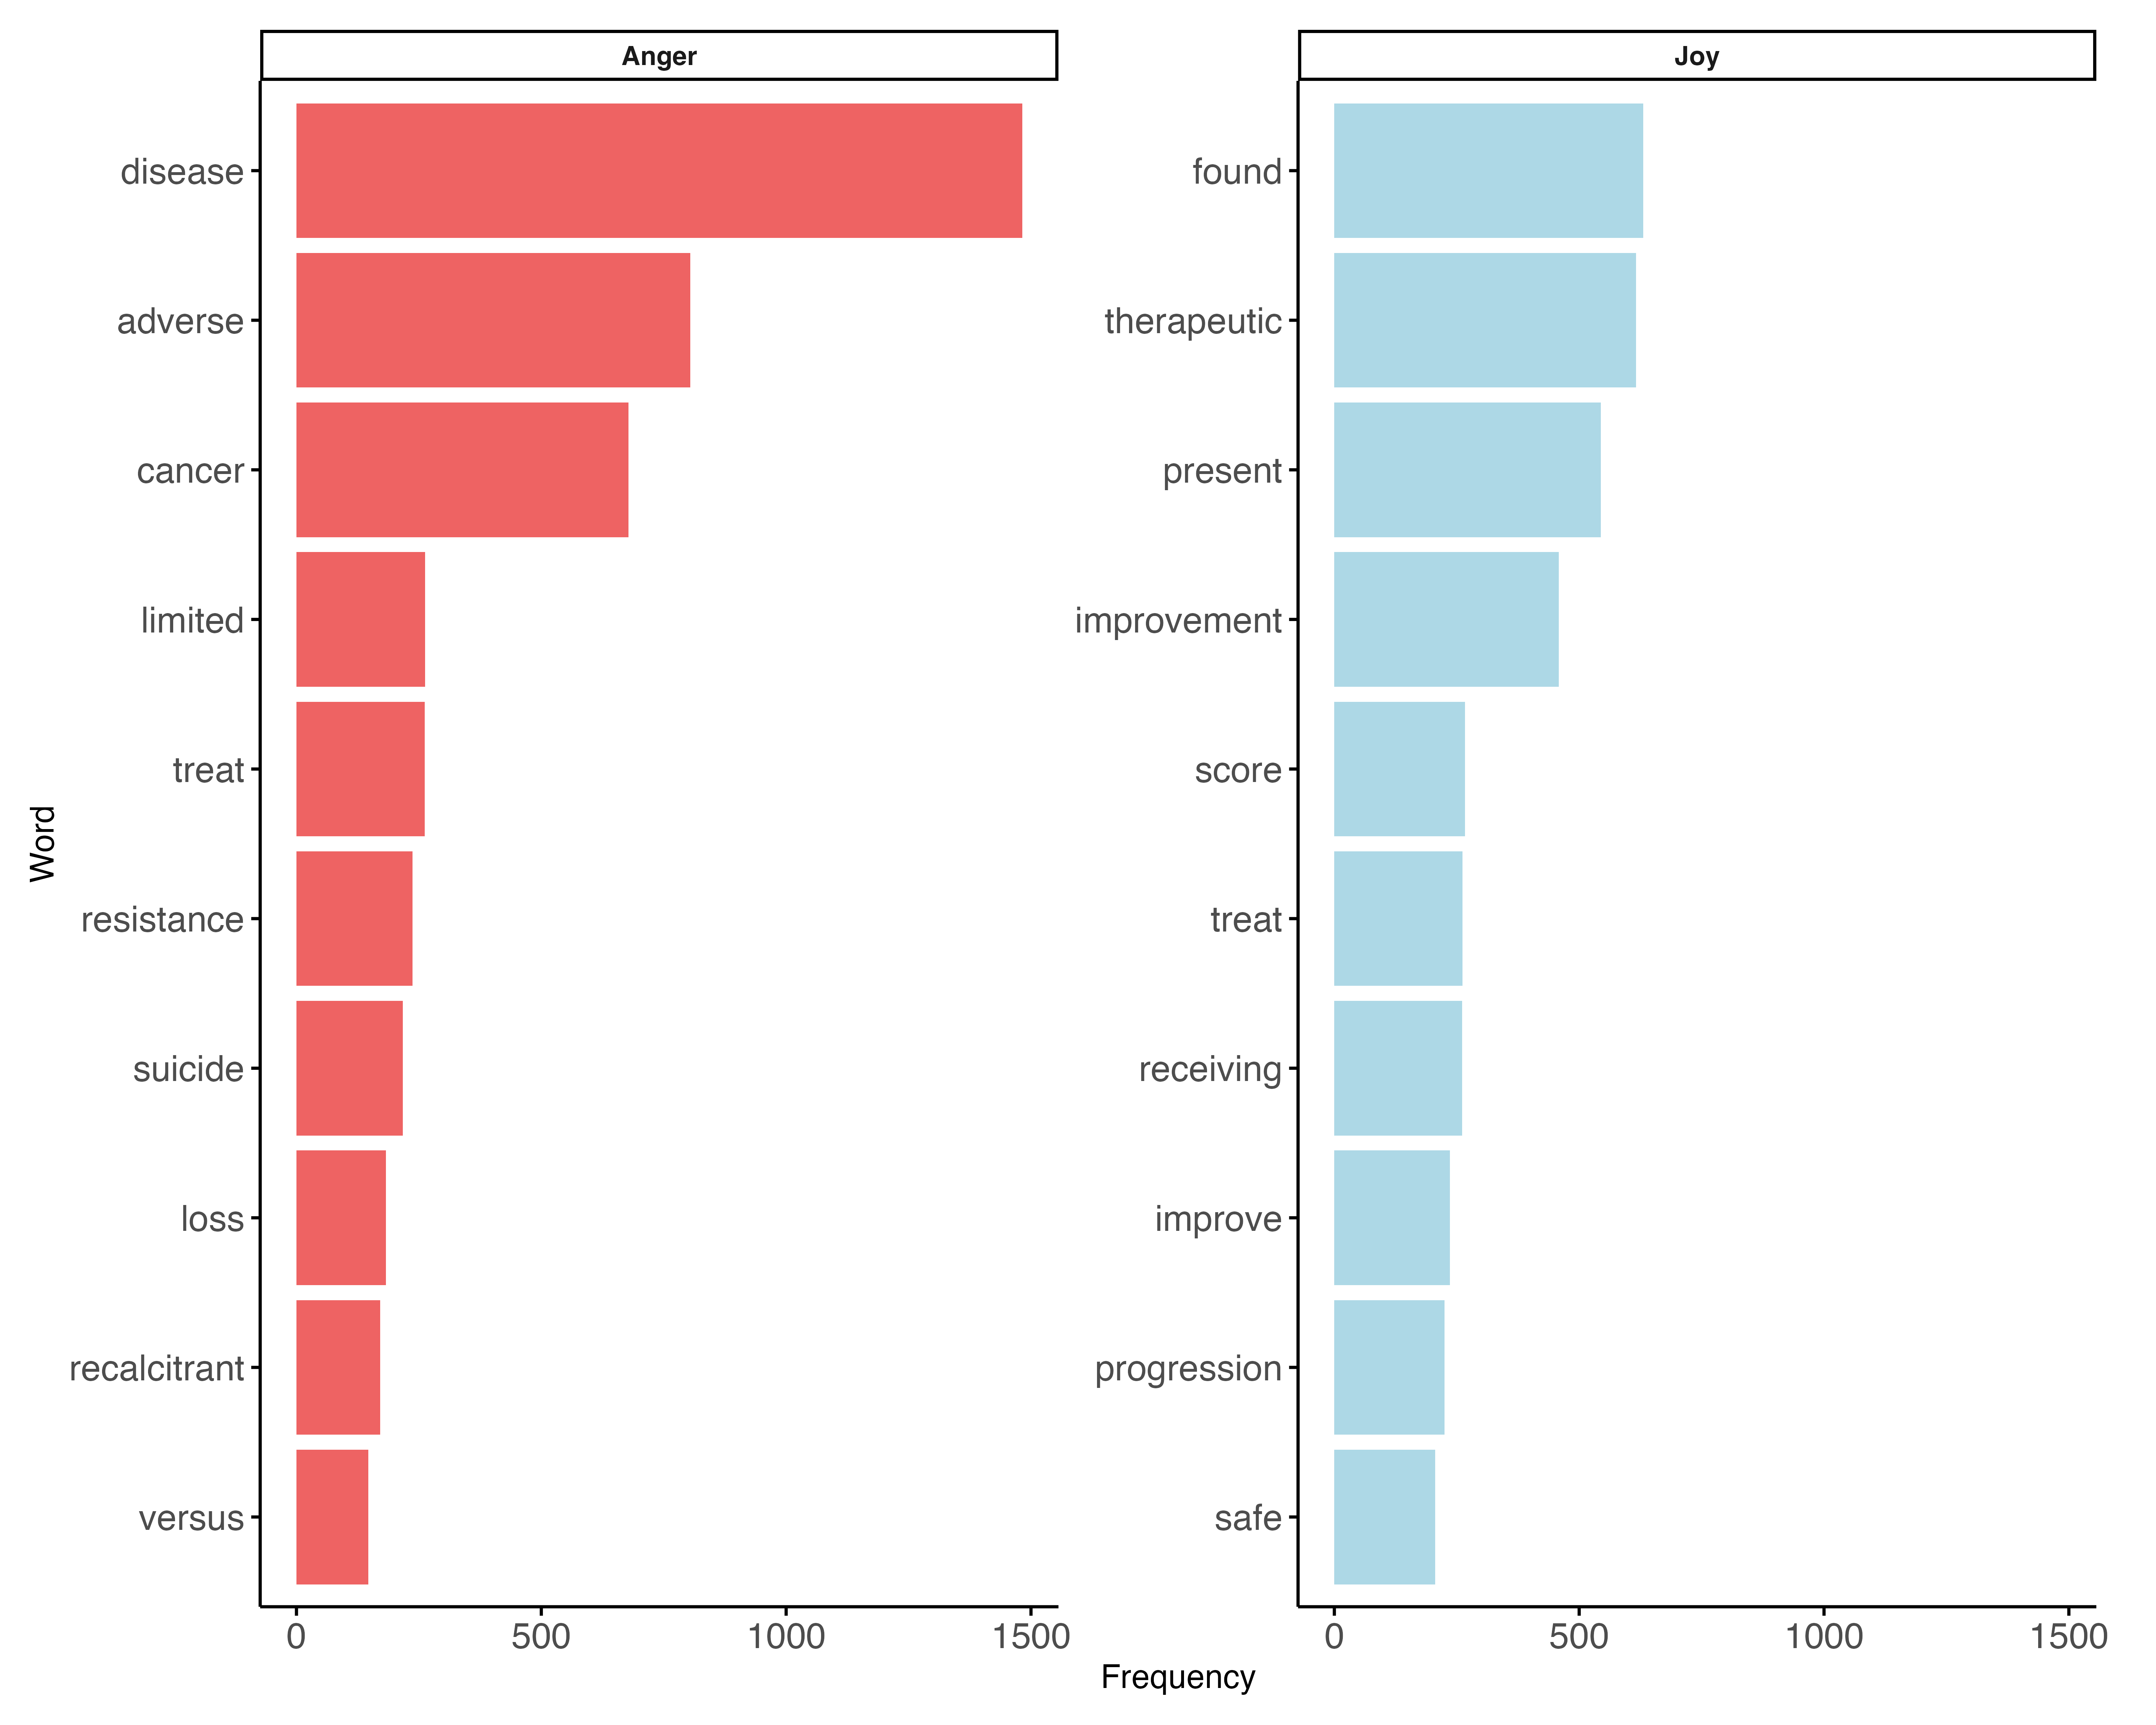 Anger
disease
adverse
cancer
limited
treat
resistance
suicide
loss
recalcitrant
versus
0 500 1000 1500
Joy
found
therapeutic
present
improvement
score
treat
receiving
improve
progression
safe
0 500 1000 1500
Word
Frequency